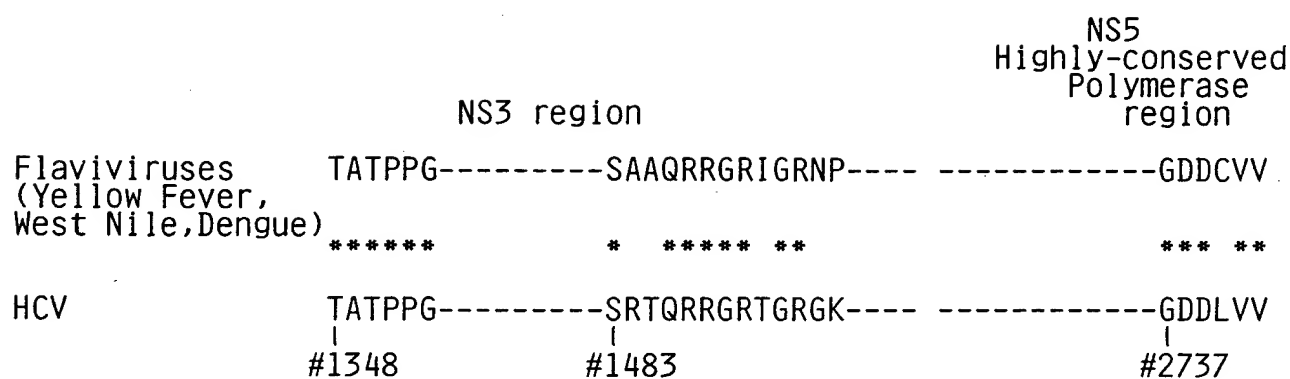 NS5
Highly-conserved
Polymerase
NS3 region
region
Flaviviruses TATPPG---------SAAQRRGRIGRNP---- ------------GDDCVV
(Yellow Fever,
West Nile,Dengue)
****** * ***** ** *** **
HCV TATPPG---------SRTQRRGRTGRGK---- ------------GDDLVV
#1348 #1483 #2737